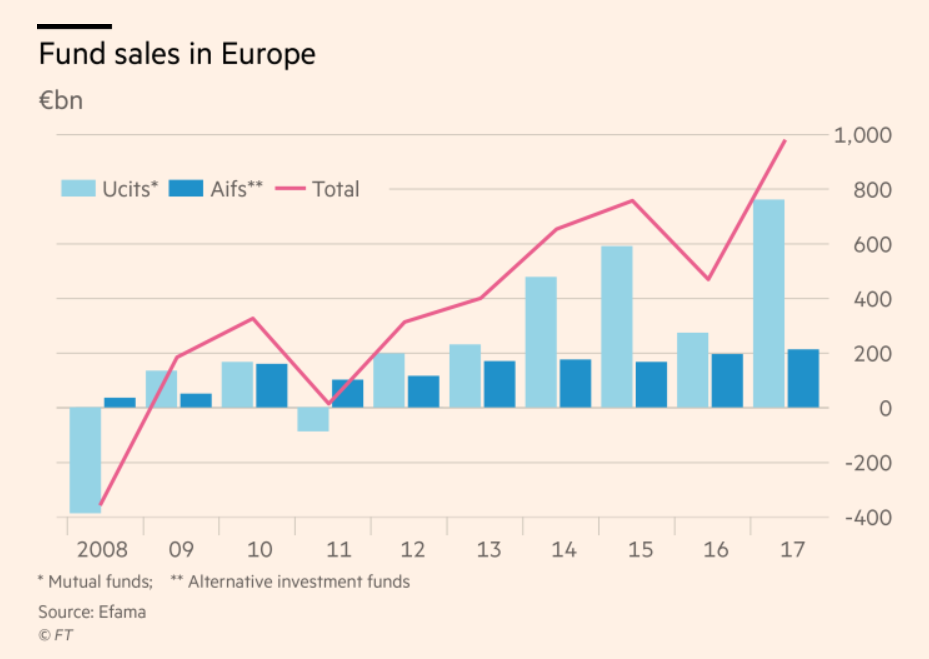 Fund sales in Europe
€bn
1,000
Ucits* Aifs** Total
800
600
400
200
0
-200
-400
2008 09 10 11 12 13 14 15 16 17
* Mutual funds; ** Alternative investment funds
Source: Efama
© FT